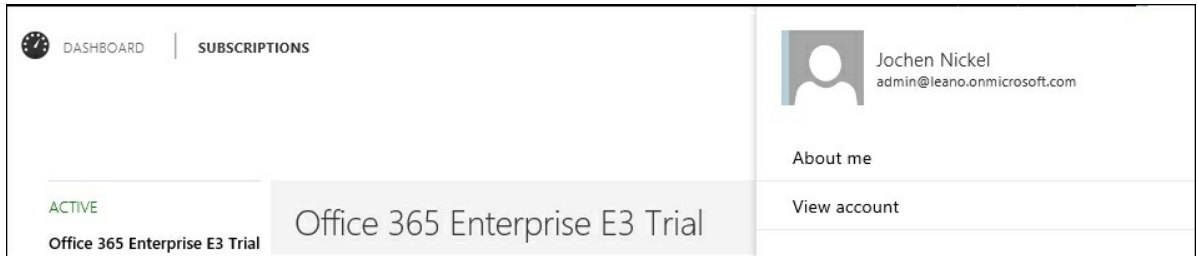 DASHBOARD
SUBSCRIPTIONS
Jochen Nickel
admin@leano.onmicrosoft.com
About me
View account
ACTIVE
Office 365 Enterprise E3 Trial
Office 365 Enterprise E3 Trial